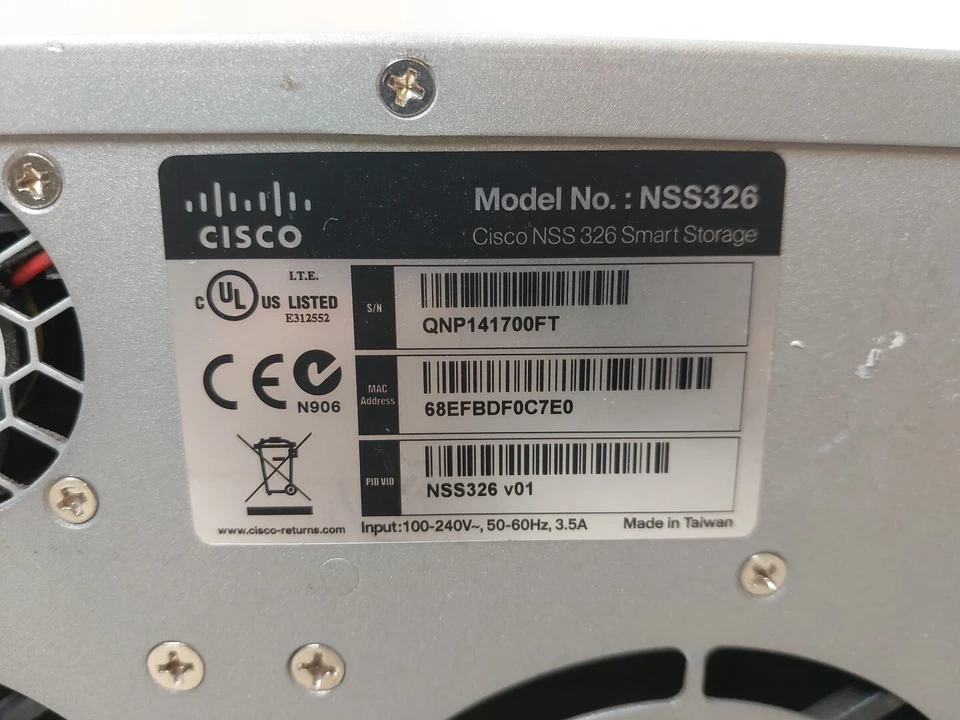 CISCO
Model No. : NSS326
Cisco NSS 326 Smart Storage
C UL US LISTED
I.T.E.
E312552
S/N
QNP141700FT
CE
N906
MAC Address
68EFBDF0C7E0
PID VID
NSS326 v01
www.cisco-returns.com
Input:100-240V~, 50-60Hz, 3.5A
Made in Taiwan